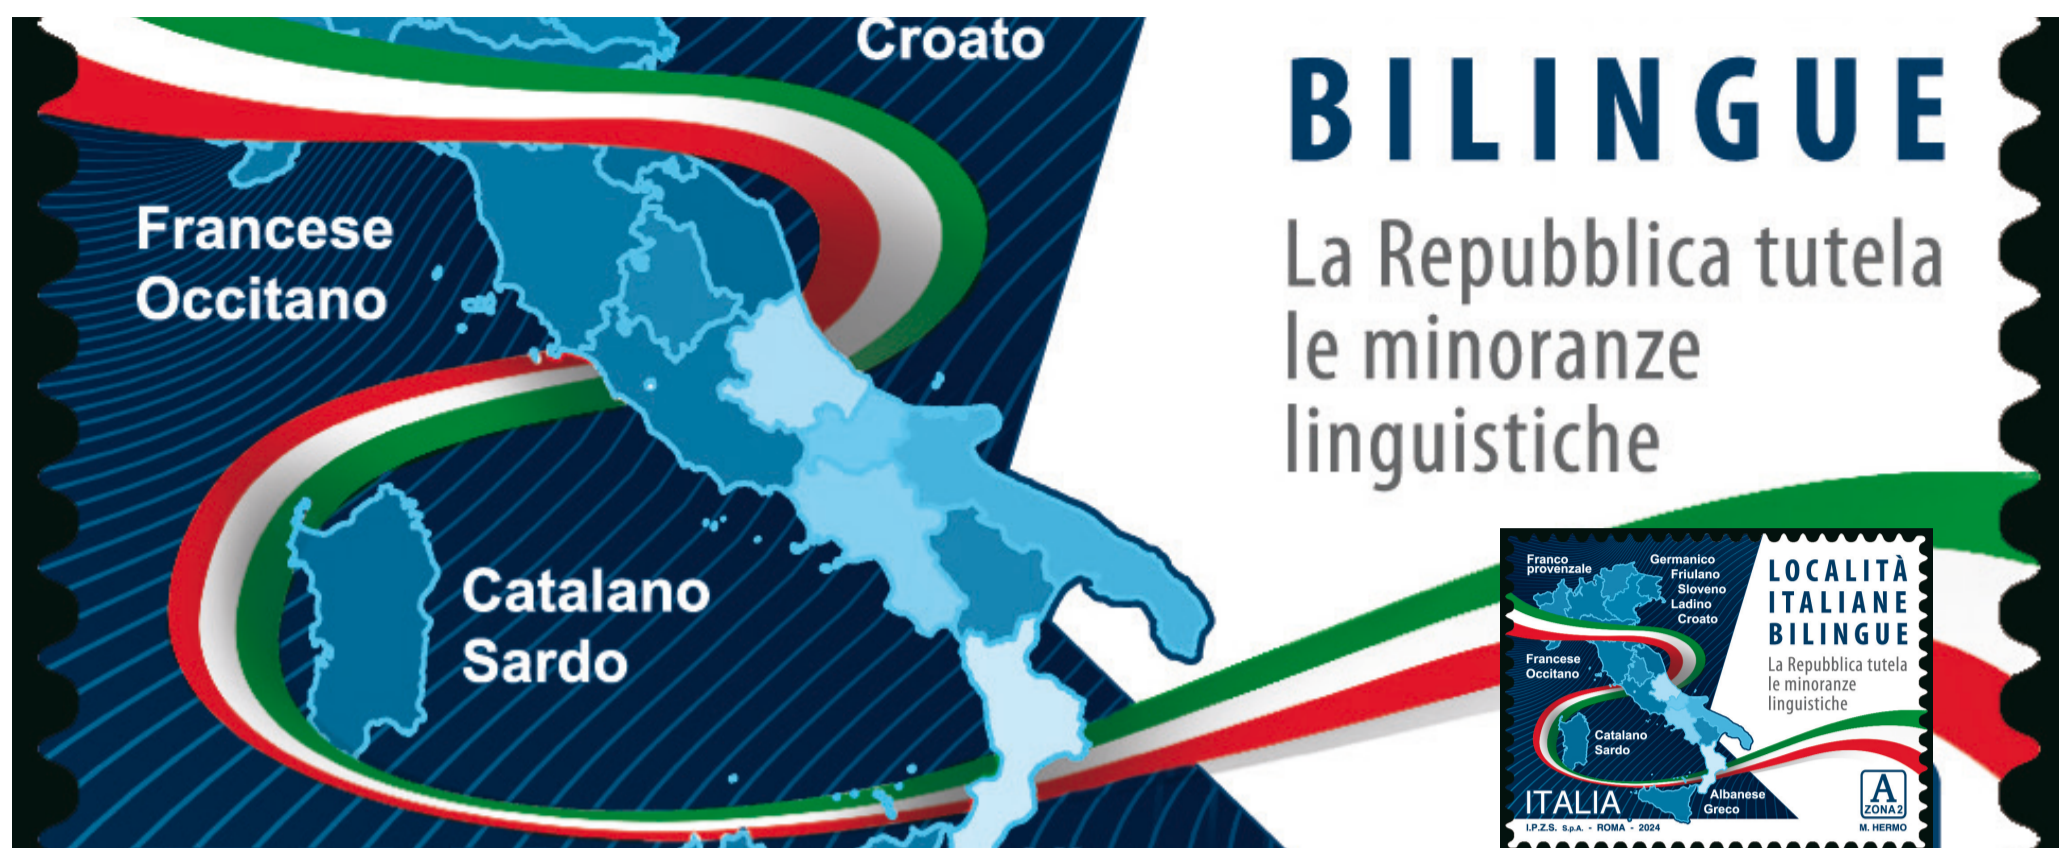 Croato
BILINGUE
La Repubblica tutela
le minoranze
linguistiche
Francese
Occitano
Catalano
Sardo
Franco
provenzale
Germanico
Friulano
Sloveno
Ladino
Croato
LOCALITÀ
ITALIANE
BILINGUE
La Repubblica tutela
le minoranze
linguistiche
Francese
Occitano
Catalano
Sardo
Albanese
Greco
ITALIA
A
ZONA 2
I.P.Z.S. S.p.A. - ROMA - 2024
M. HERMO